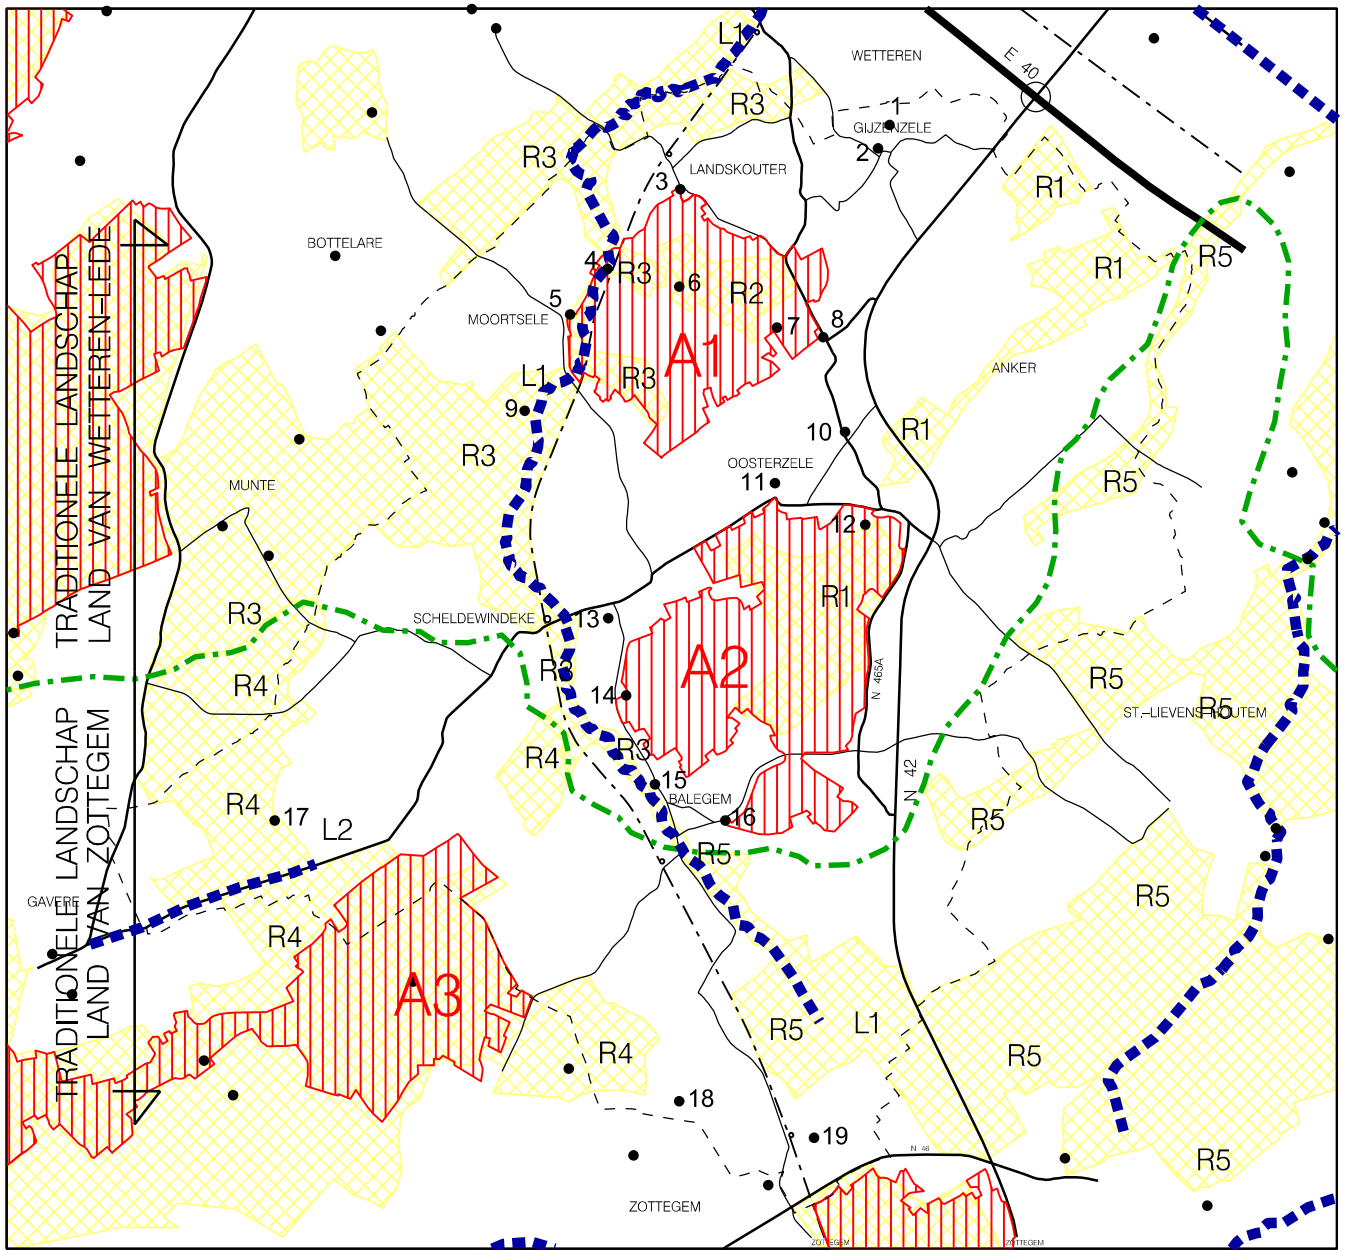 L1
WETTEREN
E 40
R3
1
GIJZENZELE
2
R3
LANDSKOUTER
3
R1
BOTTELARE
4
R3
6
R2
R1
R5
5
MOORTSELE
7
8
A1
R3
L1
ANKER
9
10
R1
R3
OOSTERZELE
11
MUNTE
R5
12
TRADITIONELE LANDSCHAP
LAND VAN WETTEREN-LEDE
R3
SCHELDEWINDEKE
13
R1
R3
A2
N 465A
R4
14
R5
R5
ST.-LIEVENS-HOUTEM
R4
R3
15
BALEGEM
N 42
R4
17
L2
16
R5
R5
TRADITIONELE LANDSCHAP
LAND VAN ZOTTEGEM
GAVERE
R5
R4
A3
R5
L1
R4
R5
18
19
N 46
R5
ZOTTEGEM
ZOTTEGEM
ZOTTEGEM